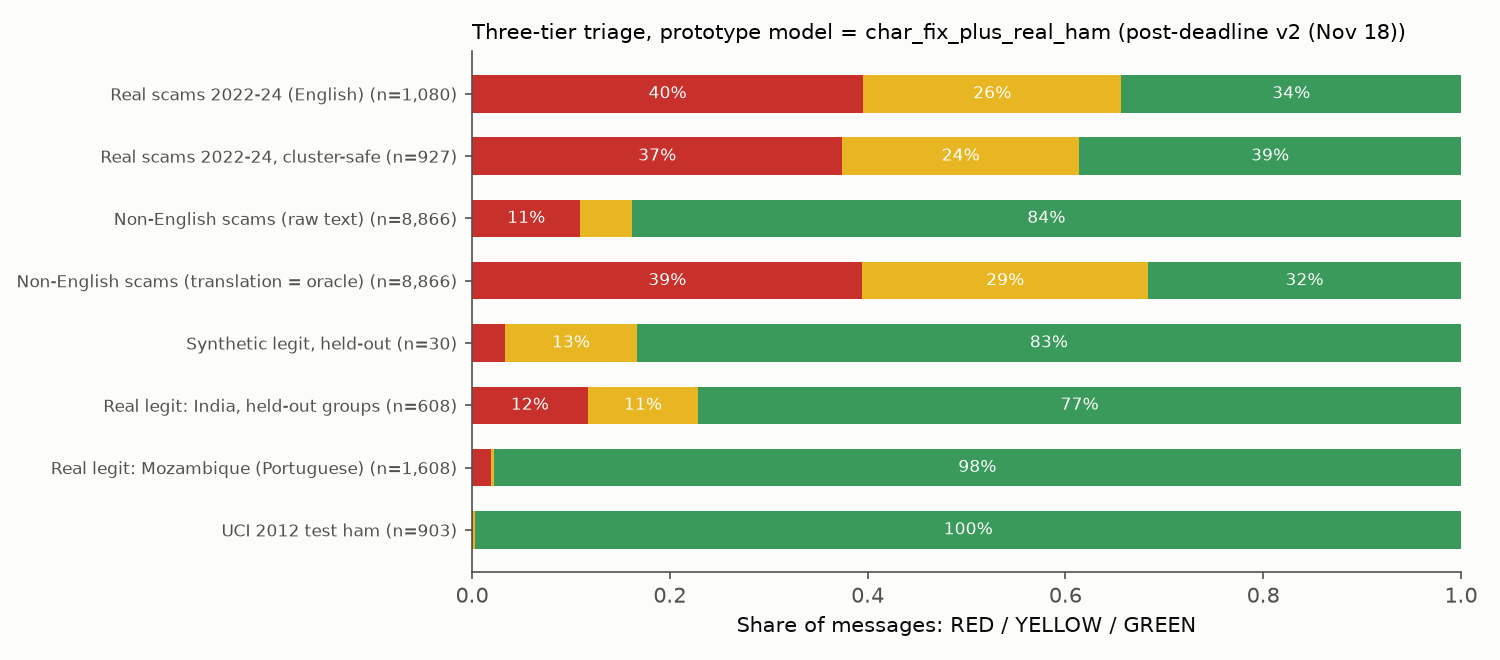 Three-tier triage, prototype model = char_fix_plus_real_ham (post-deadline v2 (Nov 18))
Real scams 2022-24 (English) (n=1,080) 40% 26% 34%
Real scams 2022-24, cluster-safe (n=927) 37% 24% 39%
Non-English scams (raw text) (n=8,866) 11% 84%
Non-English scams (translation = oracle) (n=8,866) 39% 29% 32%
Synthetic legit, held-out (n=30) 13% 83%
Real legit: India, held-out groups (n=608) 12% 11% 77%
Real legit: Mozambique (Portuguese) (n=1,608) 98%
UCI 2012 test ham (n=903) 100%
0.0 0.2 0.4 0.6 0.8 1.0
Share of messages: RED / YELLOW / GREEN